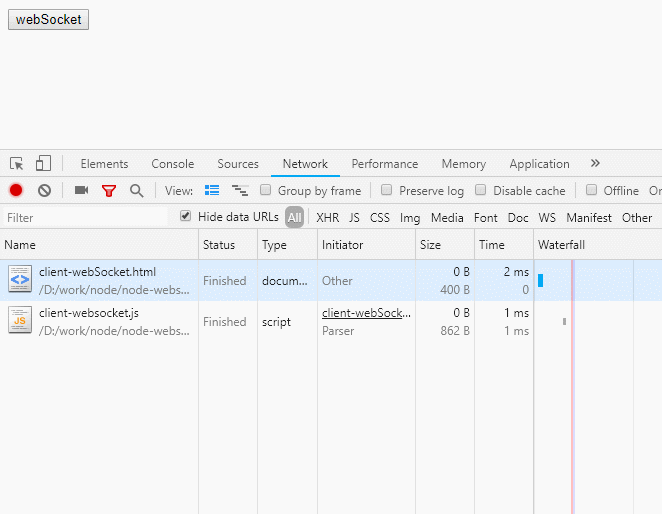 webSocket
Elements Console Sources Network Performance Memory Application »
View: Group by frame Preserve log Disable cache Offline Or
Filter Hide data URLs All XHR JS CSS Img Media Font Doc WS Manifest Other
Name Status Type Initiator Size Time Waterfall
client-webSocket.html Finished docum... Other 0 B 2 ms
/D:/work/node/node-webs... 400 B 0
client-websocket.js Finished script client-webSock... 0 B 1 ms
/D:/work/node/node-webs... Parser 862 B 1 ms
JS